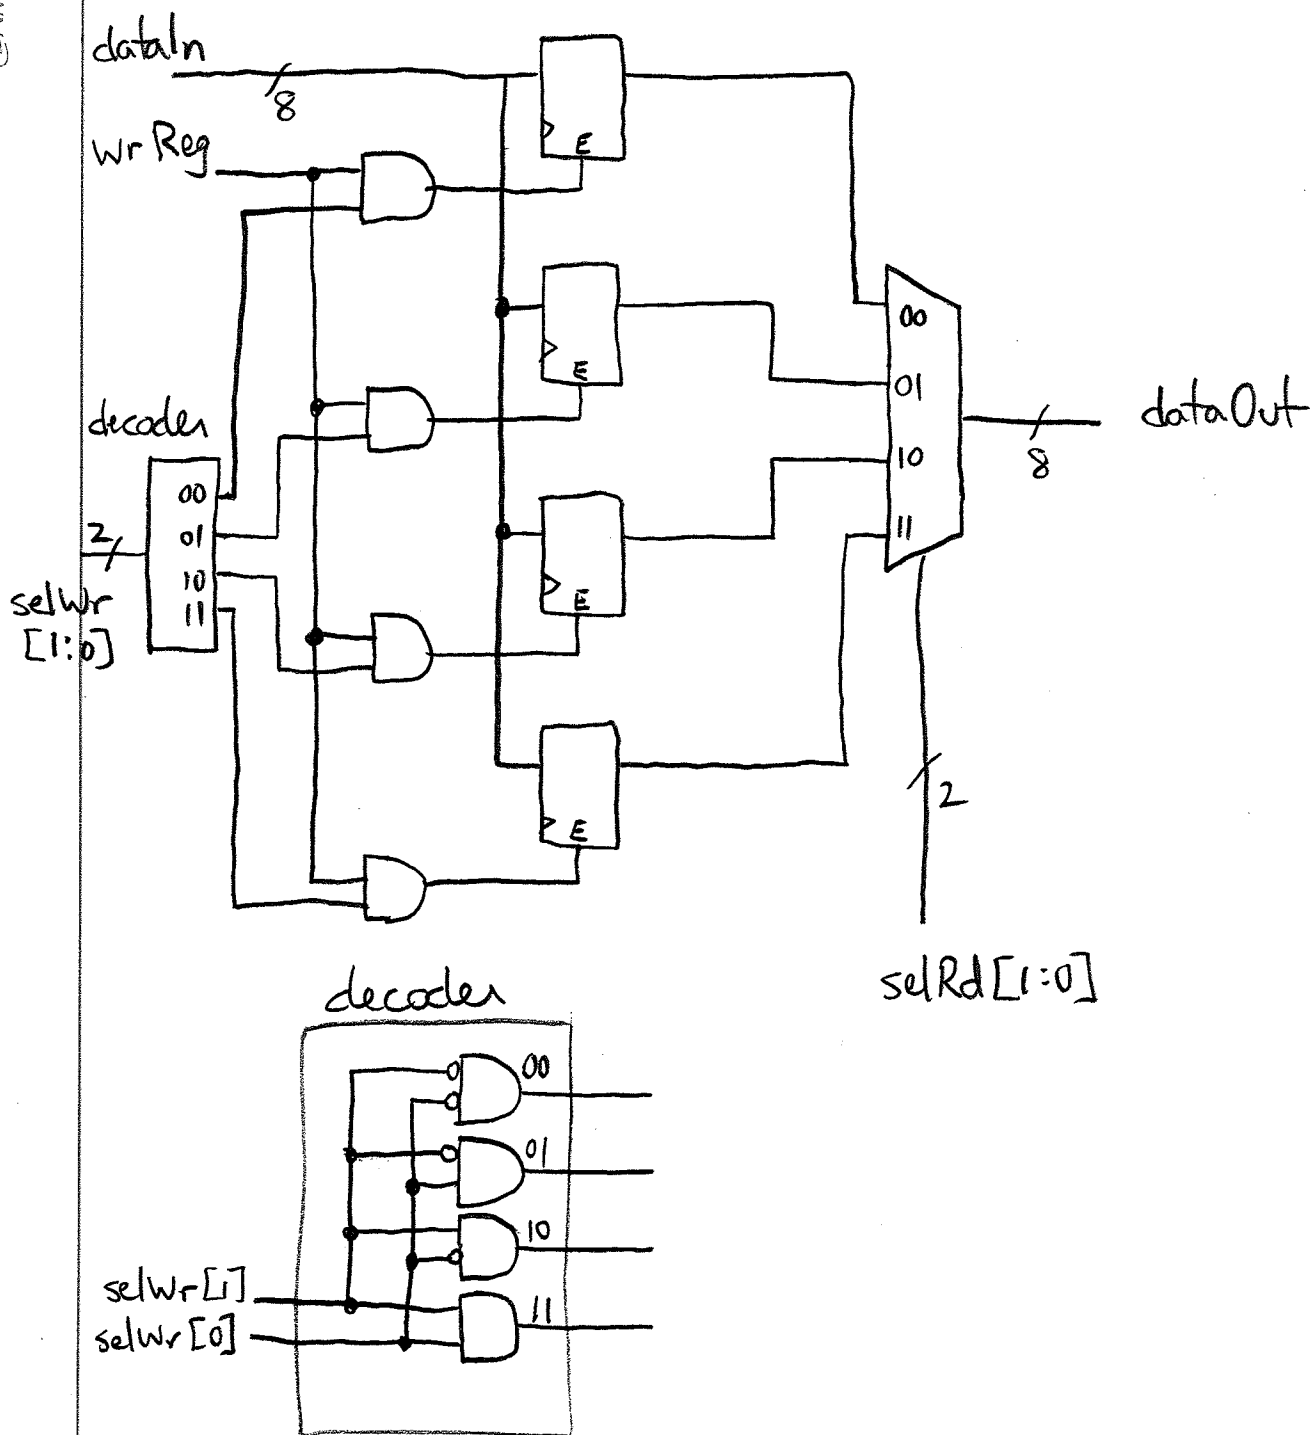 dataIn
8
wrReg
E
E
00
01
dataOut
decoder
10
8
00
2
01
11
10
E
selWr
11
[1:0]
2
E
selRd[1:0]
decoder
00
01
10
selWr[1]
11
selWr[0]